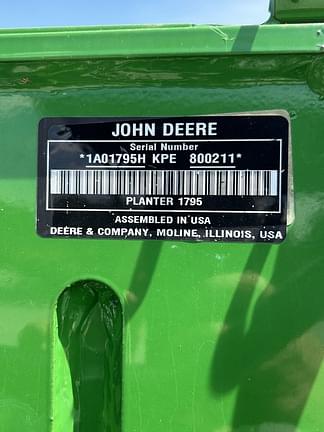 JOHN DEERE
Serial Number
*1A01795H KPE 800211*
PLANTER 1795
ASSEMBLED IN USA
DEERE & COMPANY, MOLINE, ILLINOIS, USA